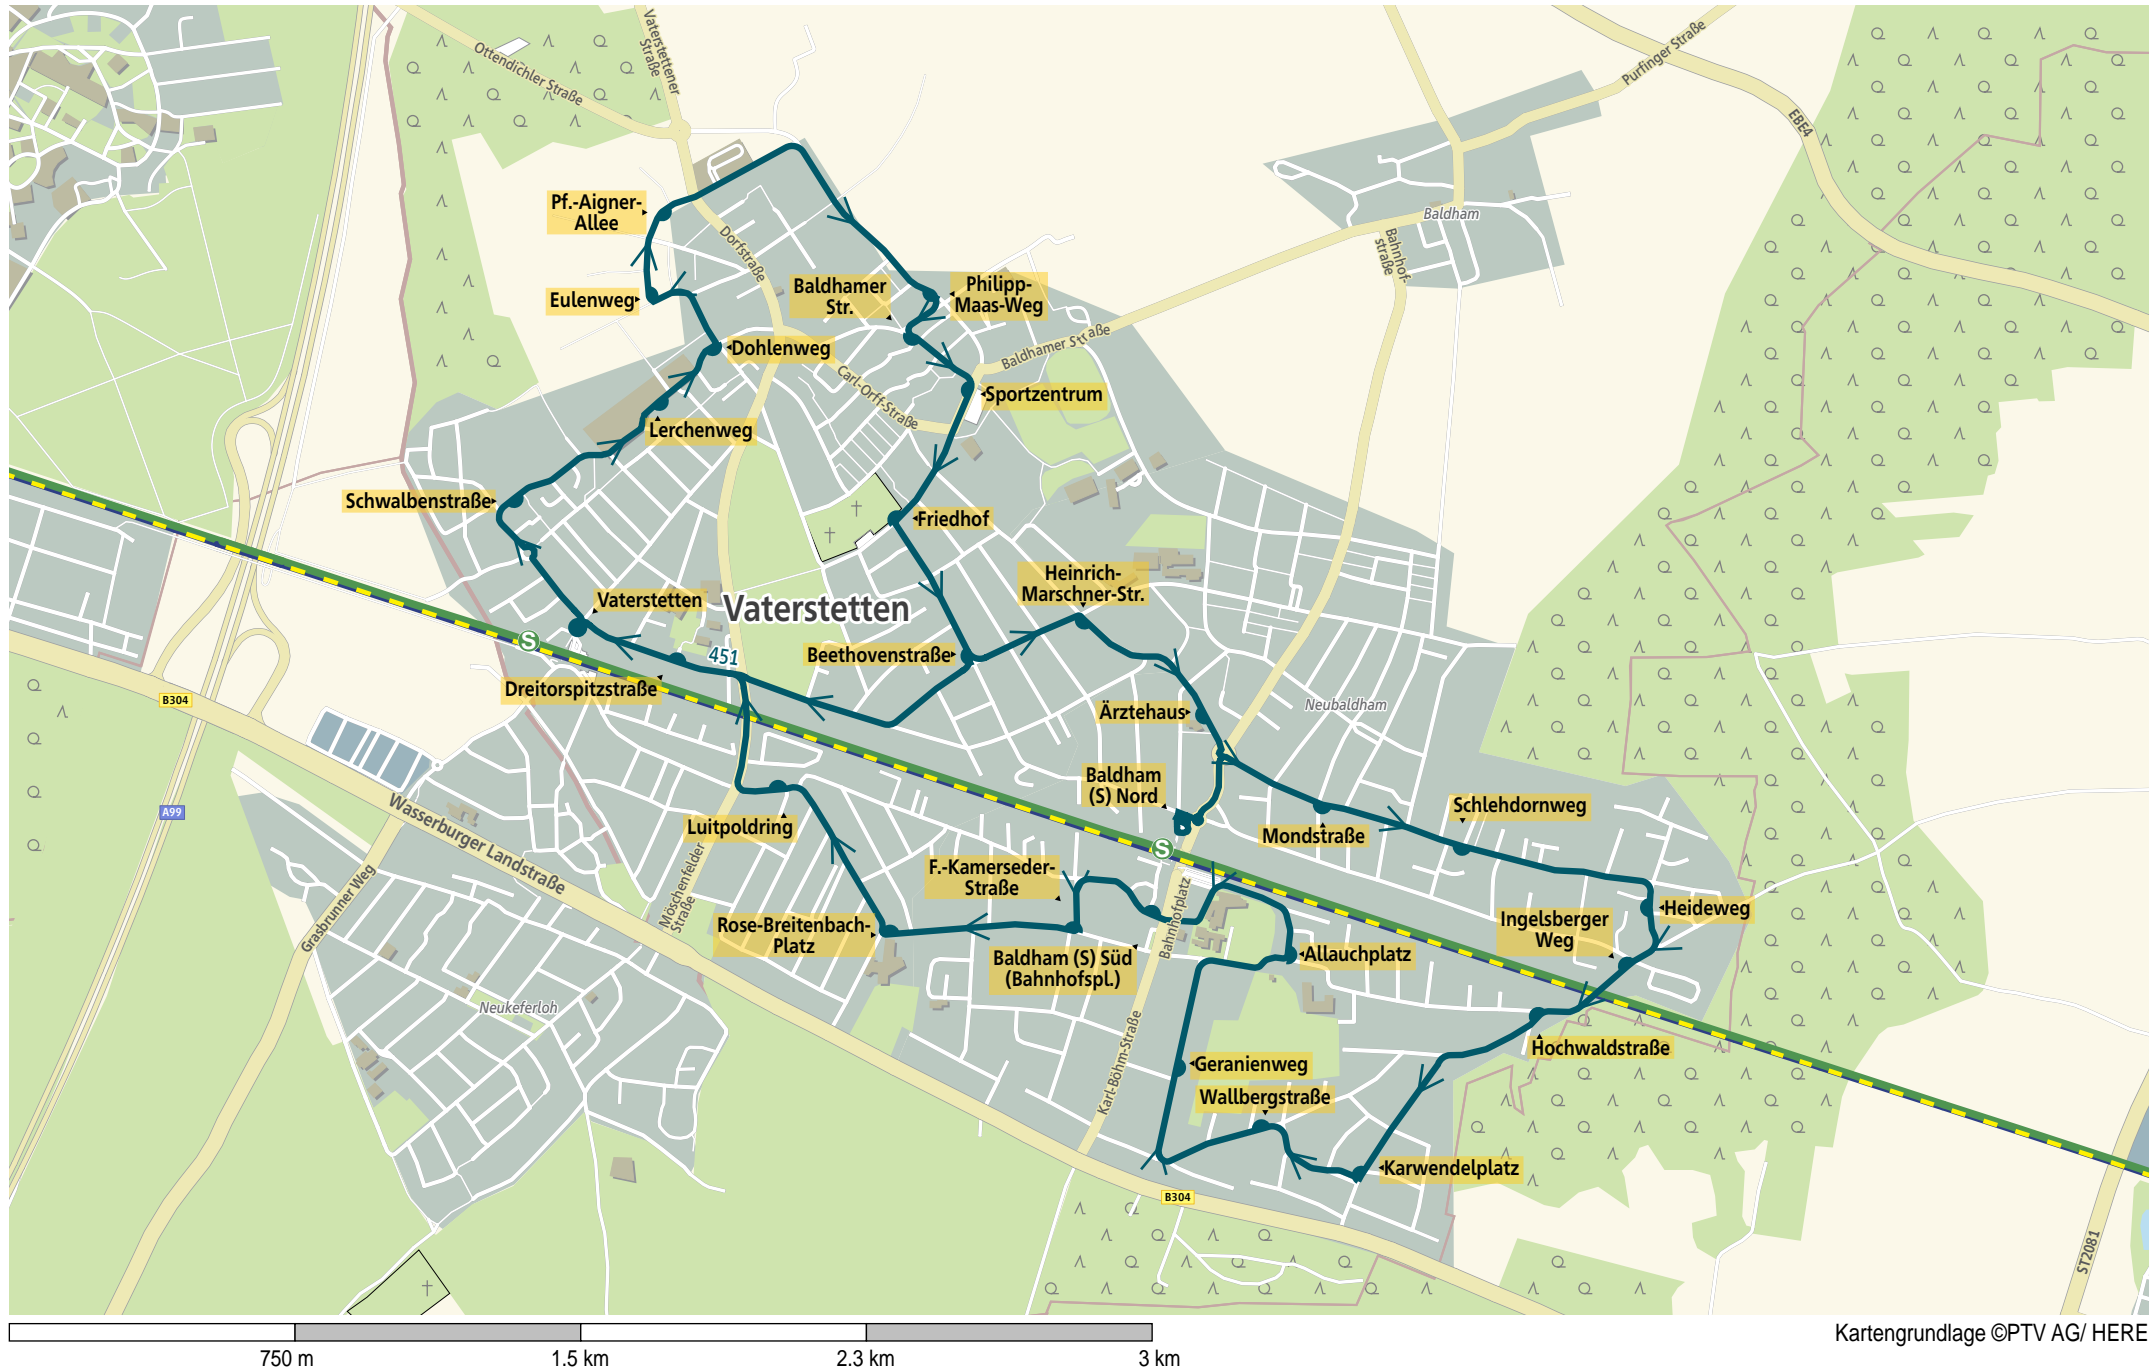 Ottendichler Straße
Vaterstettener
Straße
Purfinger Straße
EBE4
Pf.-Aigner-
Allee
Dorfstraße
Baldham
Bahnhof-
straße
Eulenweg
Baldhamer
Str.
Philipp-
Maas-Weg
Dohlenweg
Baldhamer Straße
Carl-Orff-Straße
Sportzentrum
Lerchenweg
Schwalbenstraße
Friedhof
Heinrich-
Marschner-Str.
Vaterstetten
Vaterstetten
S
451
Beethovenstraße
Dreitorspitzstraße
B304
Ärztehaus
Neubaldham
Baldham
(S) Nord
Schlehdornweg
A99
Wasserburger Landstraße
Luitpoldring
Mondstraße
S
F.-Kamerseder-
Straße
Möschenfelder
Straße
Grasbrunner Weg
Bahnhofplatz
Rose-Breitenbach-
Platz
Heideweg
Ingelsberger
Weg
Baldham (S) Süd
(Bahnhofspl.)
Allauchplatz
Neukeferloh
Karl-Böhm-Straße
Hochwaldstraße
Geranienweg
Wallbergstraße
Karwendelplatz
B304
ST2081
Kartengrundlage ©PTV AG/ HERE
750 m
1.5 km
2.3 km
3 km